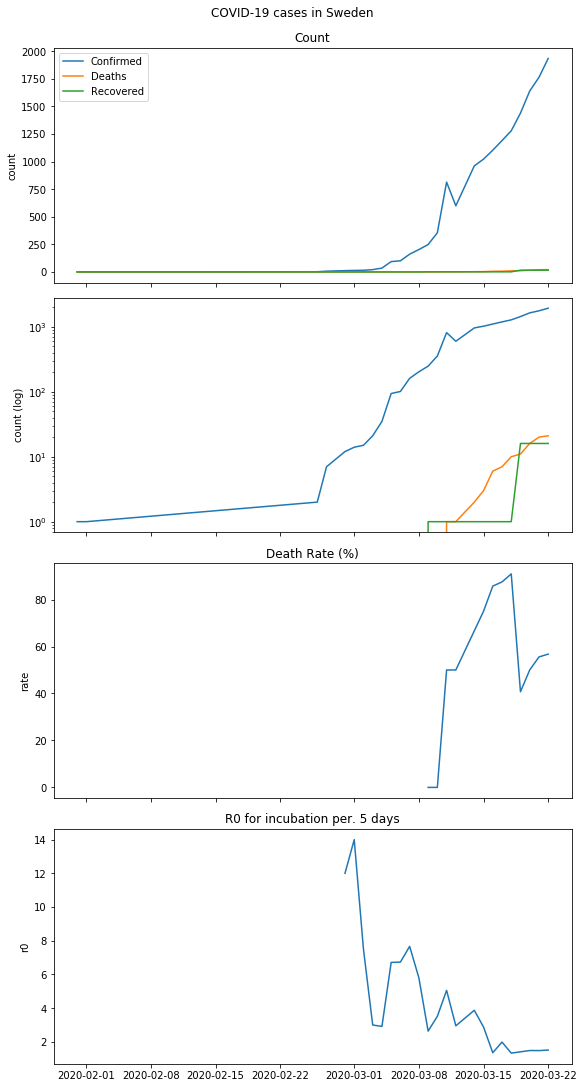 COVID-19 cases in Sweden
Count
2000
1750
1500
1250
1000
750
500
250
0
count
Confirmed
Deaths
Recovered
10³
10²
10¹
10⁰
count (log)
Death Rate (%)
80
60
40
20
0
rate
R0 for incubation per. 5 days
14
12
10
8
6
4
2
r0
2020-02-01 2020-02-08 2020-02-15 2020-02-22 2020-03-01 2020-03-08 2020-03-15 2020-03-22